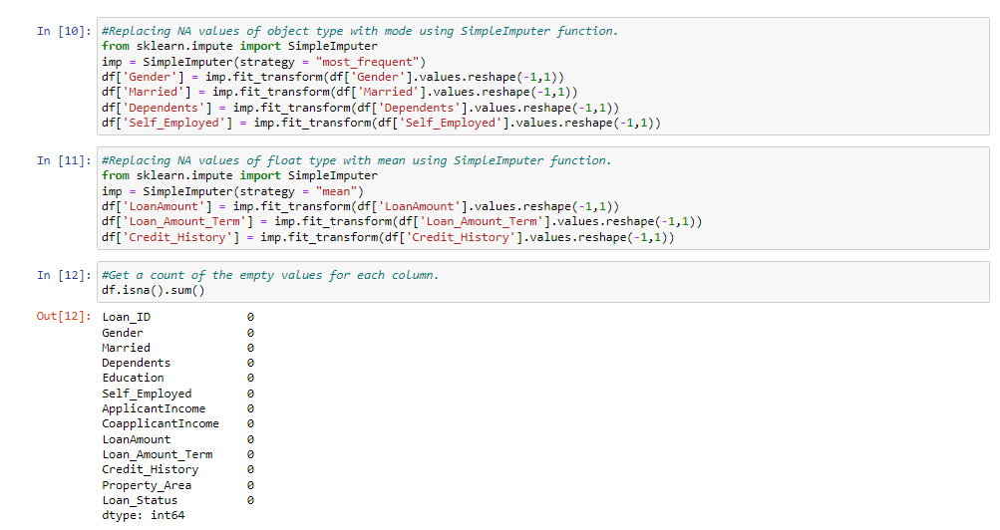 In [10]: #Replacing NA values of object type with mode using SimpleImputer function.
from sklearn.impute import SimpleImputer
imp = SimpleImputer(strategy = "most_frequent")
df['Gender'] = imp.fit_transform(df['Gender'].values.reshape(-1,1))
df['Married'] = imp.fit_transform(df['Married'].values.reshape(-1,1))
df['Dependents'] = imp.fit_transform(df['Dependents'].values.reshape(-1,1))
df['Self_Employed'] = imp.fit_transform(df['Self_Employed'].values.reshape(-1,1))
In [11]: #Replacing NA values of float type with mean using SimpleImputer function.
from sklearn.impute import SimpleImputer
imp = SimpleImputer(strategy = "mean")
df['LoanAmount'] = imp.fit_transform(df['LoanAmount'].values.reshape(-1,1))
df['Loan_Amount_Term'] = imp.fit_transform(df['Loan_Amount_Term'].values.reshape(-1,1))
df['Credit_History'] = imp.fit_transform(df['Credit_History'].values.reshape(-1,1))
In [12]: #Get a count of the empty values for each column.
df.isna().sum()
Out[12]: Loan_ID 0
Gender 0
Married 0
Dependents 0
Education 0
Self_Employed 0
ApplicantIncome 0
CoapplicantIncome 0
LoanAmount 0
Loan_Amount_Term 0
Credit_History 0
Property_Area 0
Loan_Status 0
dtype: int64